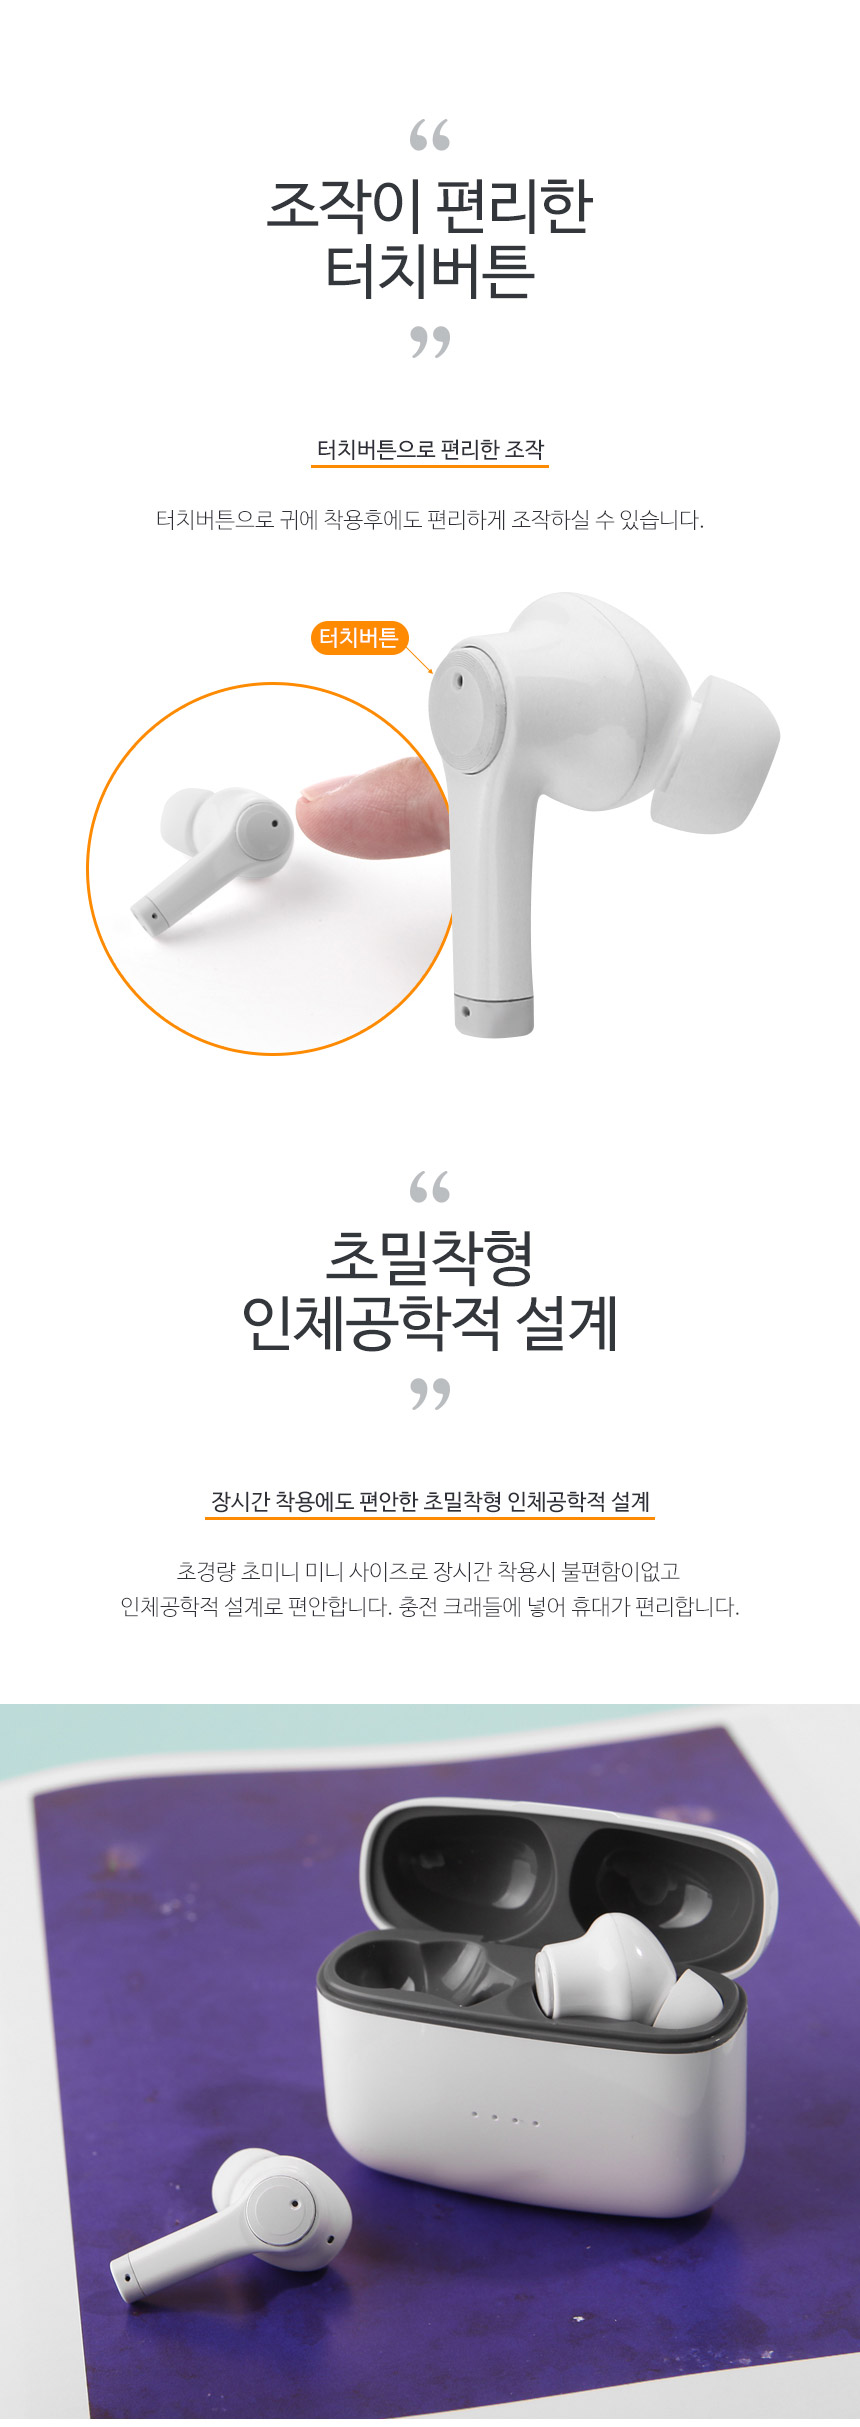 “
조작이 편리한
터치버튼
”
터치버튼으로 편리한 조작
터치버튼으로 귀에 착용후에도 편리하게 조작하실 수 있습니다.
터치버튼
“
초밀착형
인체공학적 설계
”
장시간 착용에도 편안한 초밀착형 인체공학적 설계
초경량 초미니 미니 사이즈로 장시간 착용시 불편함이없고
인체공학적 설계로 편안합니다. 충전 크래들에 넣어 휴대가 편리합니다.